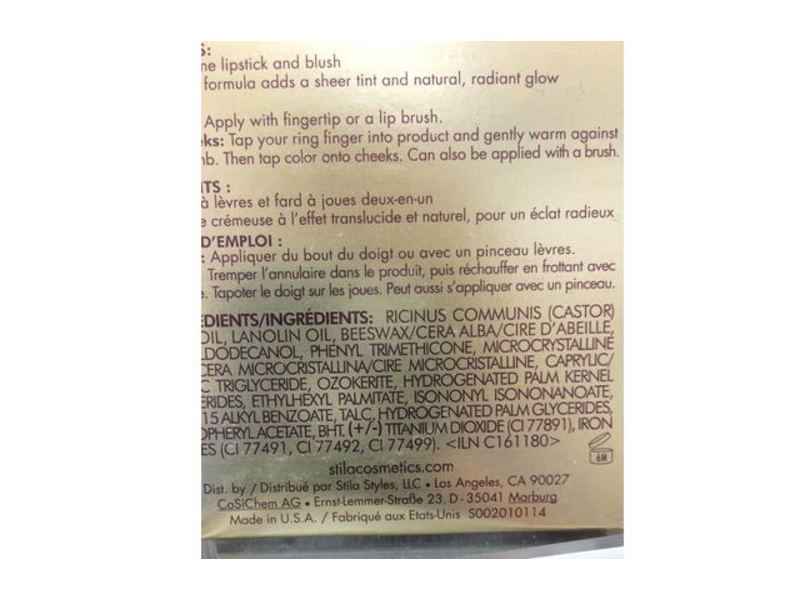 S:
ne lipstick and blush
formula adds a sheer tint and natural, radiant glow
Apply with fingertip or a lip brush.
eks: Tap your ring finger into product and gently warm against
mb. Then tap color onto cheeks. Can also be applied with a brush.
ITS :
à lèvres et fard à joues deux-en-un
e crémeuse à l'effet translucide et naturel, pour un éclat radieux
D'EMPLOI :
: Appliquer du bout du doigt ou avec un pinceau lèvres.
Tremper l'annulaire dans le produit, puis réchauffer en frottant avec
e. Tapoter le doigt sur les joues. Peut aussi s'appliquer avec un pinceau.
EDIENTS/INGRÉDIENTS: RICINUS COMMUNIS (CASTOR)
OIL, LANOLIN OIL, BEESWAX/CERA ALBA/CIRE D'ABEILLE,
LDODECANOL, PHENYL TRIMETHICONE, MICROCRYSTALLINE
CERA MICROCRISTALLINA/CIRE MICROCRISTALLINE, CAPRYLIC/
C TRIGLYCERIDE, OZOKERITE, HYDROGENATED PALM KERNEL
ERIDES, ETHYLHEXYL PALMITATE, ISONONYL ISONONANOATE,
15 ALKYL BENZOATE, TALC, HYDROGENATED PALM GLYCERIDES,
OPHERYL ACETATE, BHT. (+/-) TITANIUM DIOXIDE (CI 77891), IRON
ES (CI 77491, CI 77492, CI 77499). <ILN C161180>
6M
stilacosmetics.com
Dist. by / Distribué par Stila Styles, LLC • Los Angeles, CA 90027
CoSiChem AG • Ernst-Lemmer-Straße 23, D - 35041 Marburg
Made in U.S.A. / Fabriqué aux Etats-Unis S002010114